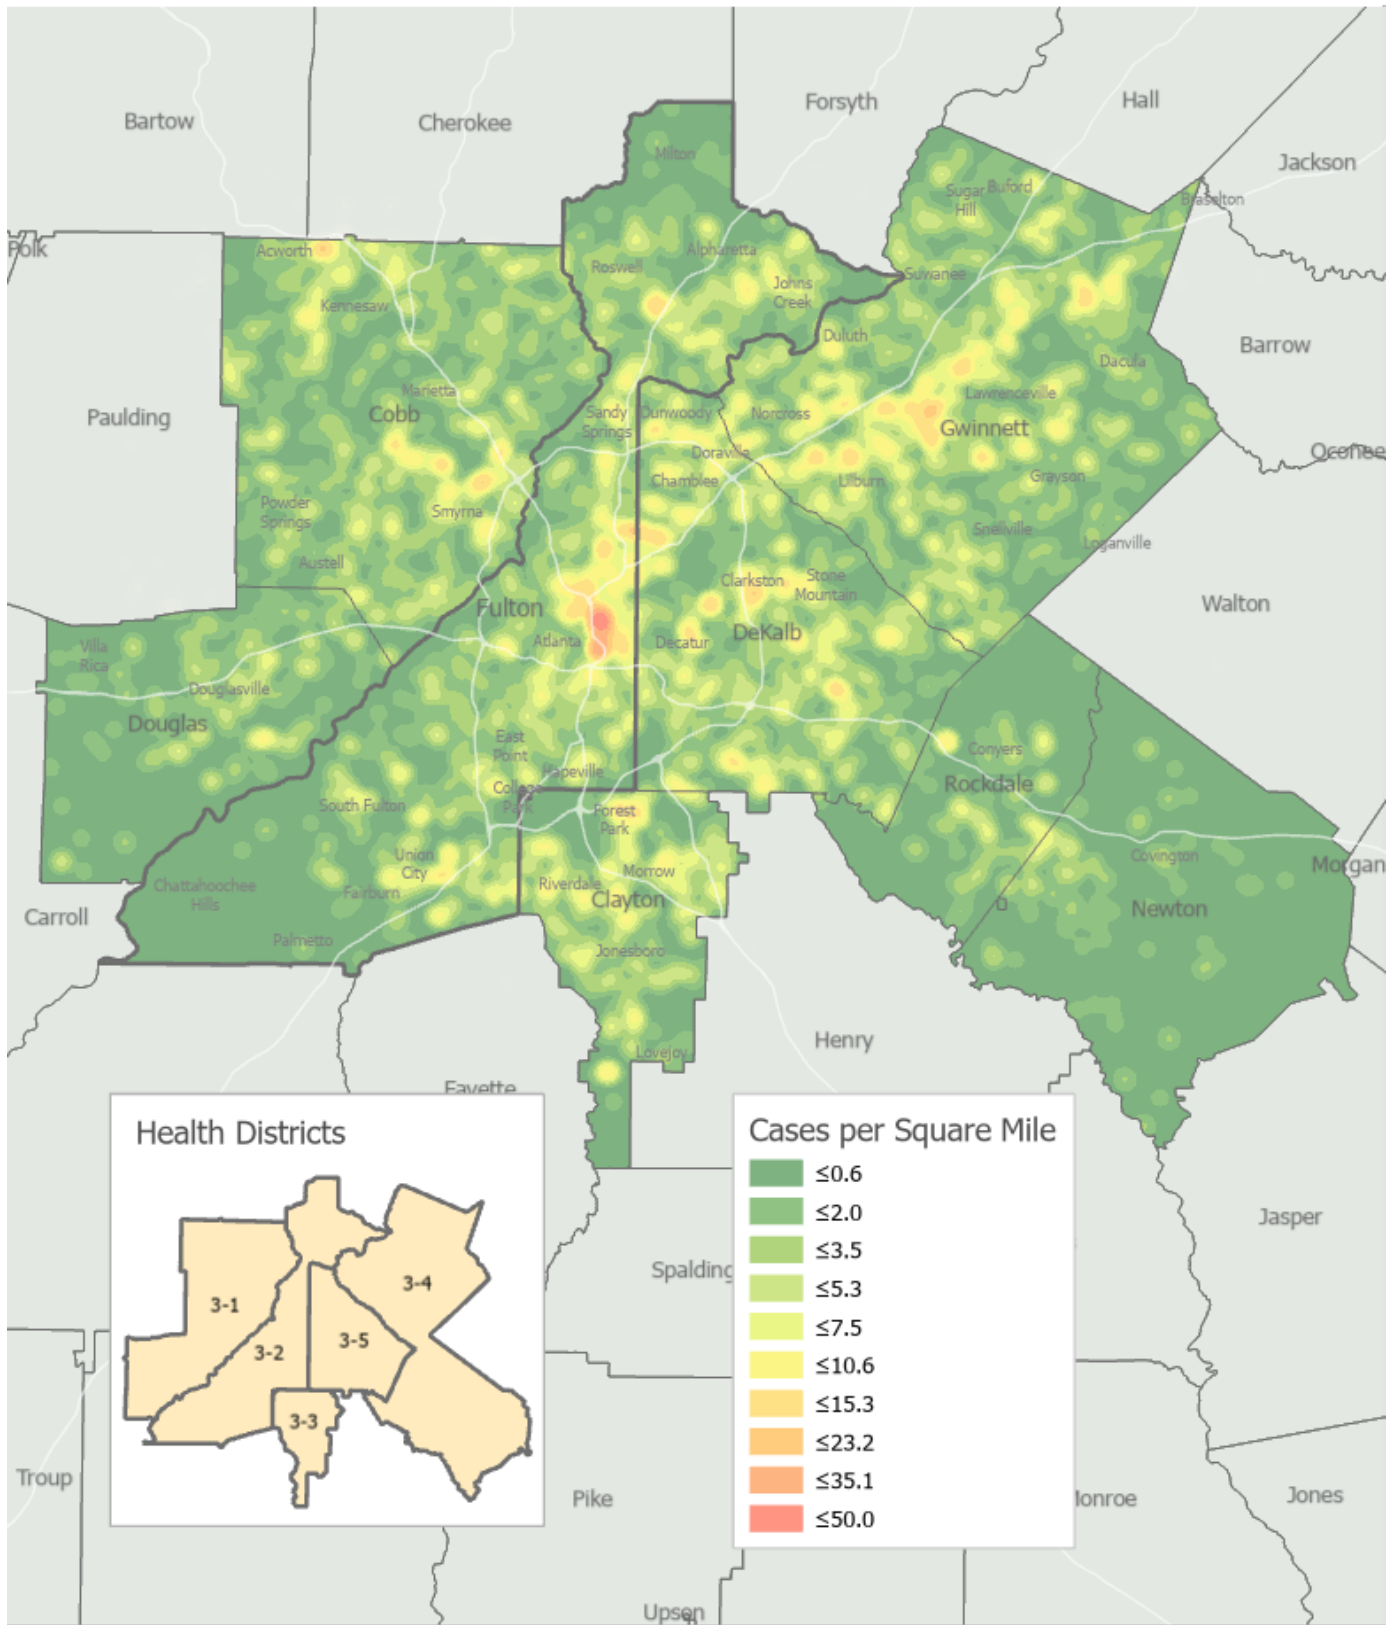 Forsyth
Hall
Bartow
Cherokee
Milton
Jackson
Sugar
Hill
Buford
Braselton
Polk
Acworth
Alpharetta
Roswell
Suwanee
Johns
Creek
Kennesaw
Duluth
Barrow
Dacula
Marietta
Lawrenceville
Paulding
Cobb
Sandy
Springs
Dunwoody
Norcross
Gwinnett
Doraville
Oconee
Chamblee
Lilburn
Grayson
Powder
Springs
Smyrna
Snellville
Loganville
Austell
Clarkston
Stone
Mountain
Fulton
Walton
Villa
Rica
Atlanta
Decatur
DeKalb
Douglasville
Douglas
East
Point
Conyers
Hapeville
College
Park
Rockdale
South Fulton
Forest
Park
Union
City
Covington
Morgan
Morrow
Chattahoochee
Hills
Fairburn
Riverdale
Clayton
Carroll
Newton
Palmetto
Jonesboro
Henry
Lovejoy
Fayette
Health Districts
3-1
3-2
3-3
3-4
3-5
Cases per Square Mile
≤0.6
≤2.0
≤3.5
≤5.3
≤7.5
≤10.6
≤15.3
≤23.2
≤35.1
≤50.0
Spalding
Jasper
Troup
Pike
Monroe
Jones
Upson